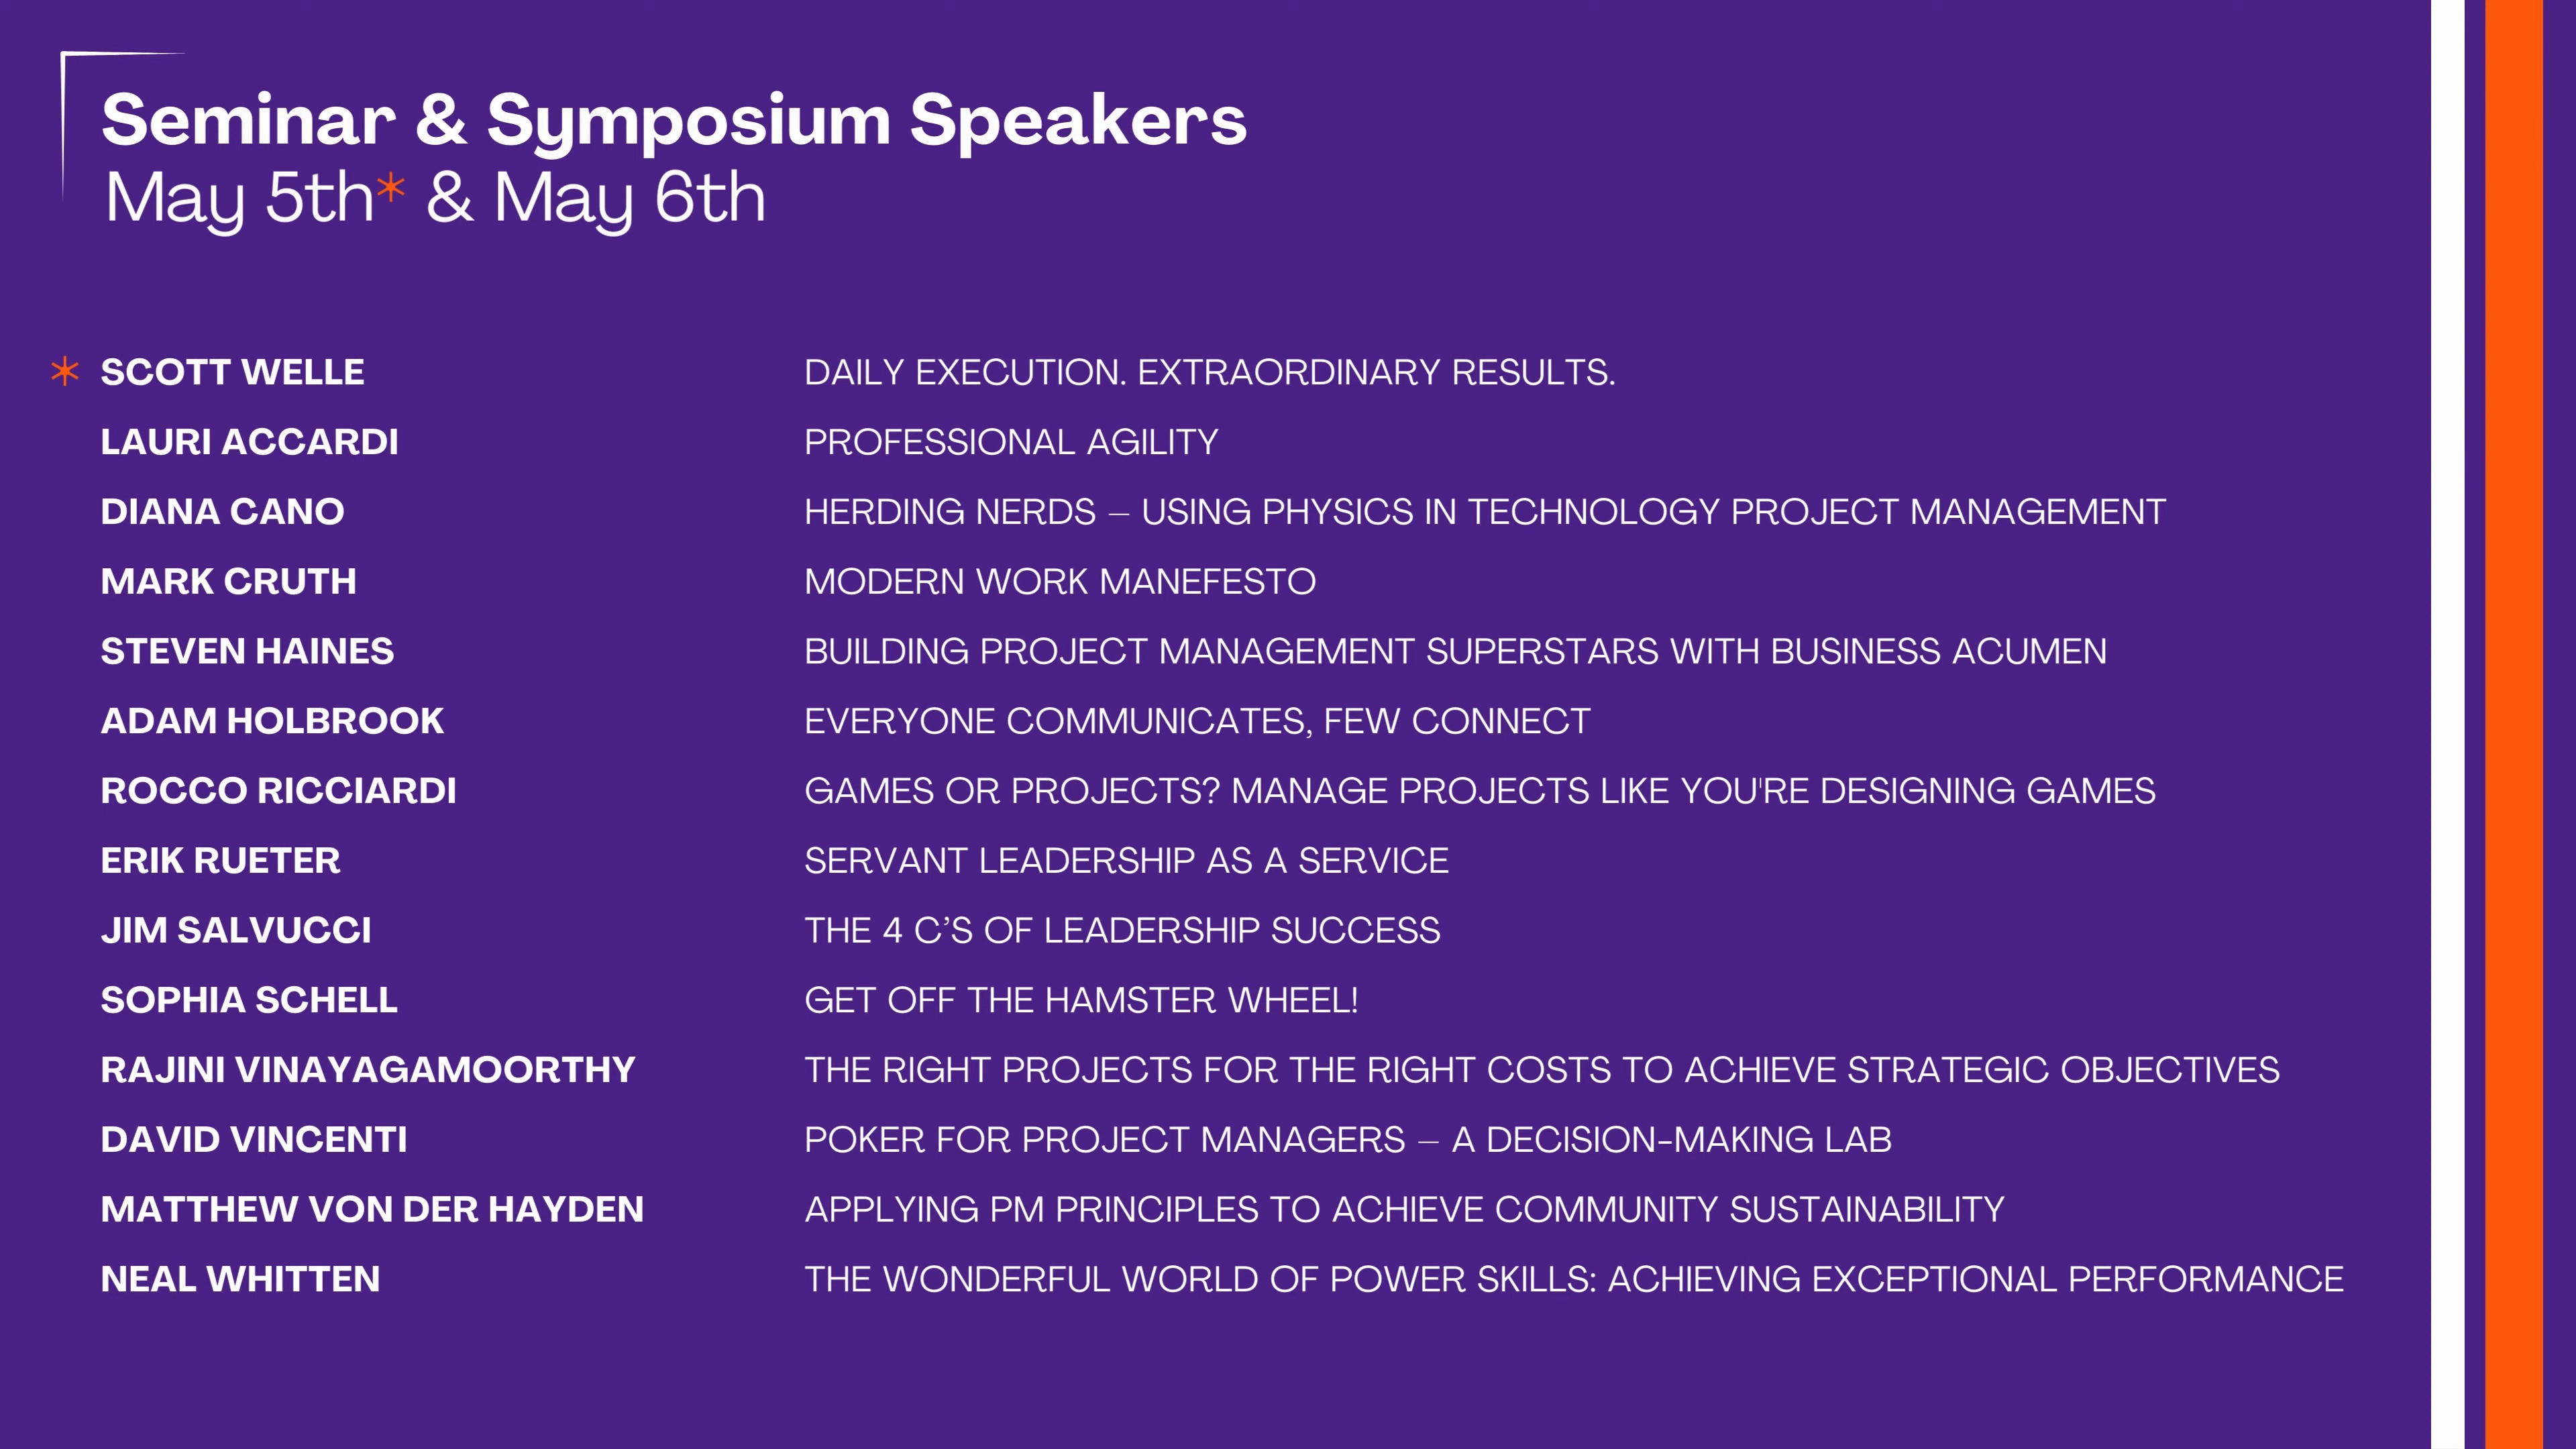 Seminar & Symposium Speakers
May 5th* & May 6th
* SCOTT WELLE DAILY EXECUTION. EXTRAORDINARY RESULTS.
LAURI ACCARDI PROFESSIONAL AGILITY
DIANA CANO HERDING NERDS – USING PHYSICS IN TECHNOLOGY PROJECT MANAGEMENT
MARK CRUTH MODERN WORK MANEFESTO
STEVEN HAINES BUILDING PROJECT MANAGEMENT SUPERSTARS WITH BUSINESS ACUMEN
ADAM HOLBROOK EVERYONE COMMUNICATES, FEW CONNECT
ROCCO RICCIARDI GAMES OR PROJECTS? MANAGE PROJECTS LIKE YOU'RE DESIGNING GAMES
ERIK RUETER SERVANT LEADERSHIP AS A SERVICE
JIM SALVUCCI THE 4 C’S OF LEADERSHIP SUCCESS
SOPHIA SCHELL GET OFF THE HAMSTER WHEEL!
RAJINI VINAYAGAMOORTHY THE RIGHT PROJECTS FOR THE RIGHT COSTS TO ACHIEVE STRATEGIC OBJECTIVES
DAVID VINCENTI POKER FOR PROJECT MANAGERS – A DECISION-MAKING LAB
MATTHEW VON DER HAYDEN APPLYING PM PRINCIPLES TO ACHIEVE COMMUNITY SUSTAINABILITY
NEAL WHITTEN THE WONDERFUL WORLD OF POWER SKILLS: ACHIEVING EXCEPTIONAL PERFORMANCE